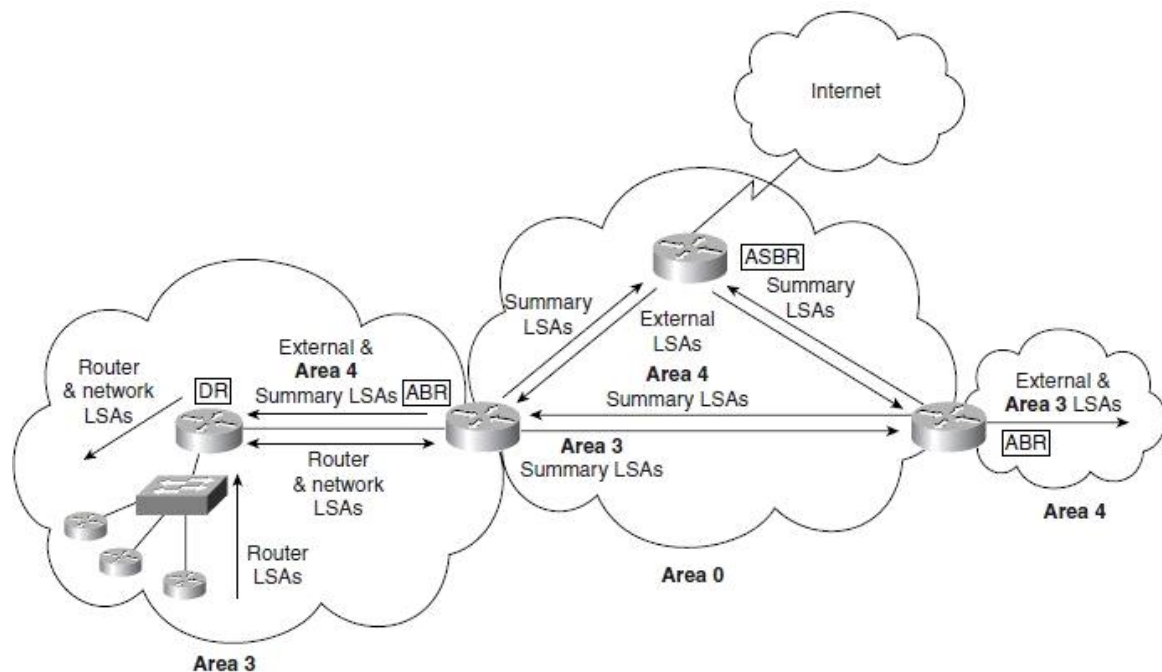 Internet
ASBR
Summary
LSAs
Summary
LSAs
External
LSAs
Router
& network
LSAs
DR
External &
Area 4
Summary LSAs
ABR
Area 4
Summary LSAs
External &
Area 3 LSAs
ABR
Router
& network
LSAs
Area 3
Summary LSAs
Router
LSAs
Area 4
Area 0
Area 3